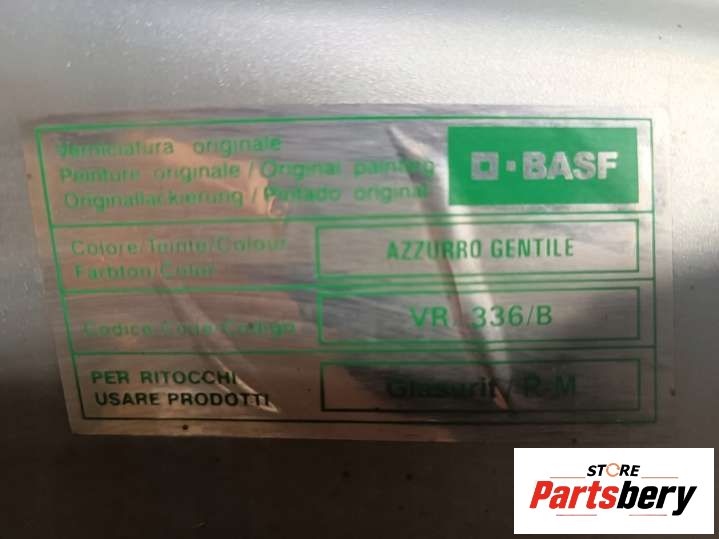 Verniciatura originale
Peinture originale / Original painting
Originallackierung / Pintado original
BASF
Colore/Teinte/Colour
Farbton/Color
AZZURRO GENTILE
Codice-Code-Codigo
VR 336/B
PER RITOCCHI
USARE PRODOTTI
Glasurit / R-M
STORE
Partsbery